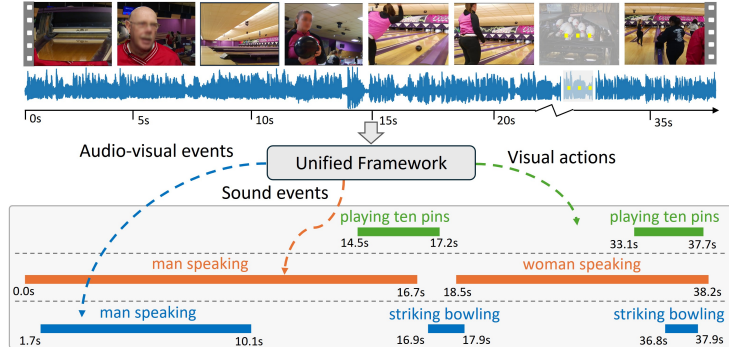 0s 5s 10s 15s 20s 35s
Audio-visual events
Unified Framework
Visual actions
Sound events
playing ten pins playing ten pins
14.5s 17.2s 33.1s 37.7s
man speaking woman speaking
0.0s 16.7s 18.5s 38.2s
man speaking striking bowling striking bowling
1.7s 10.1s 16.9s 17.9s 36.8s 37.9s